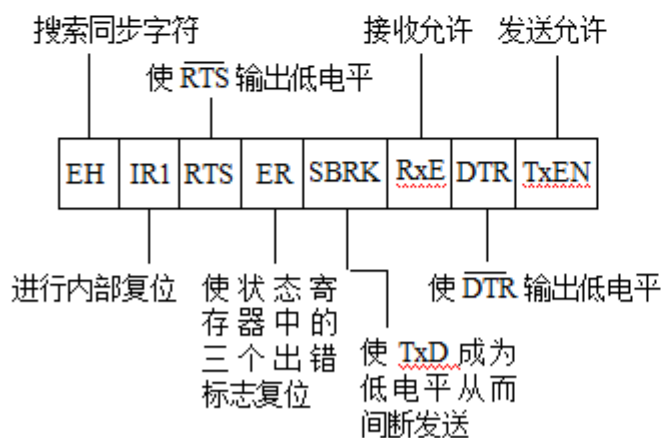 搜索同步字符
接收允许
发送允许
使 RTS 输出低电平
EH IR1 RTS ER SBRK RxE DTR TxEN
进行内部复位
使状态寄
存器中的
三个出错
标志复位
使 TxD 成为
低电平从而
间断发送
使 DTR 输出低电平